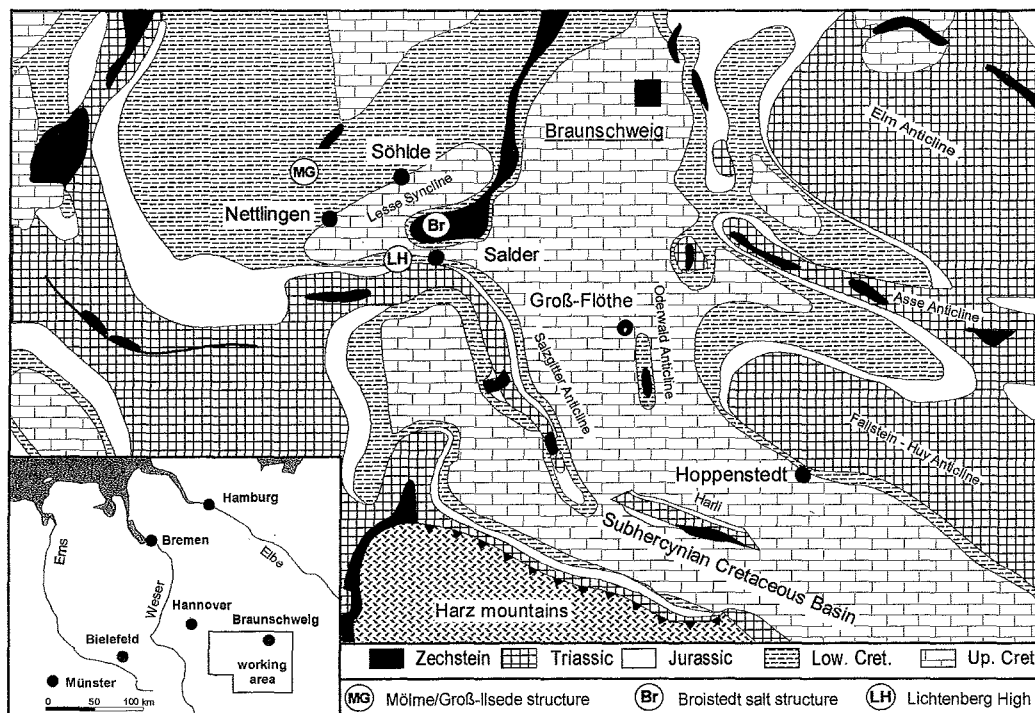 Braunschweig
Elm Anticline
Söhlde
MG
Lesse Syncline
Nettlingen
Br
LH
Salder
Asse Anticline
Groß-Flöthe
Oderwald Anticline
Salzgitter Anticline
Fallstein - Huy Anticline
Hoppenstedt
Harli
Subhercynian Cretaceous Basin
Harz mountains
Hamburg
Bremen
Ems
Elbe
Weser
Hannover
Braunschweig
Bielefeld
working
area
Münster
0 50 100 km
Zechstein Triassic Jurassic Low. Cret. Up. Cret.
MG Mölme/Groß-Ilsede structure Br Broistedt salt structure LH Lichtenberg High